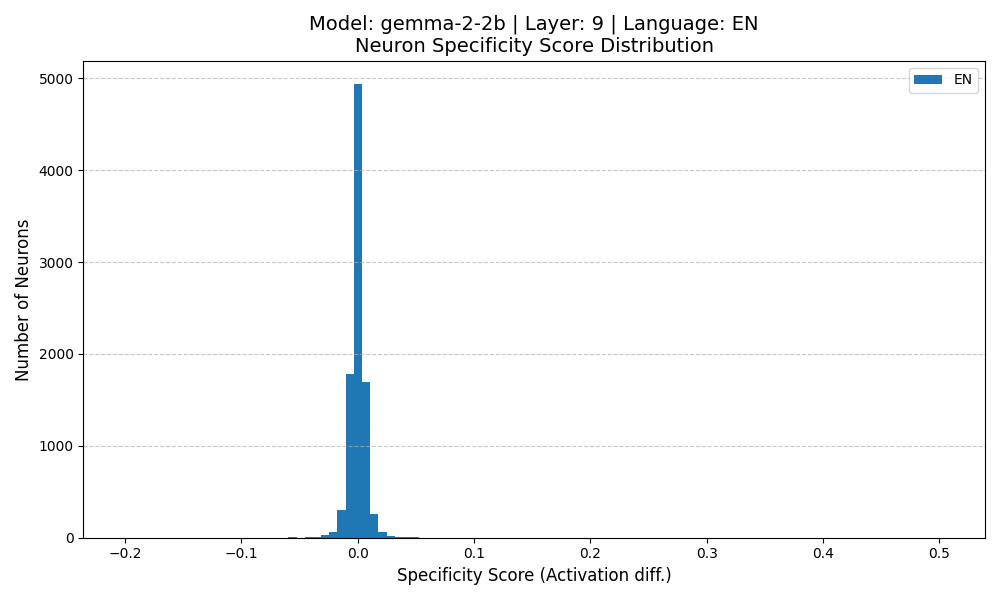 Model: gemma-2-2b | Layer: 9 | Language: EN
Neuron Specificity Score Distribution
EN
Number of Neurons
5000
4000
3000
2000
1000
0
−0.2
−0.1
0.0
0.1
0.2
0.3
0.4
0.5
Specificity Score (Activation diff.)